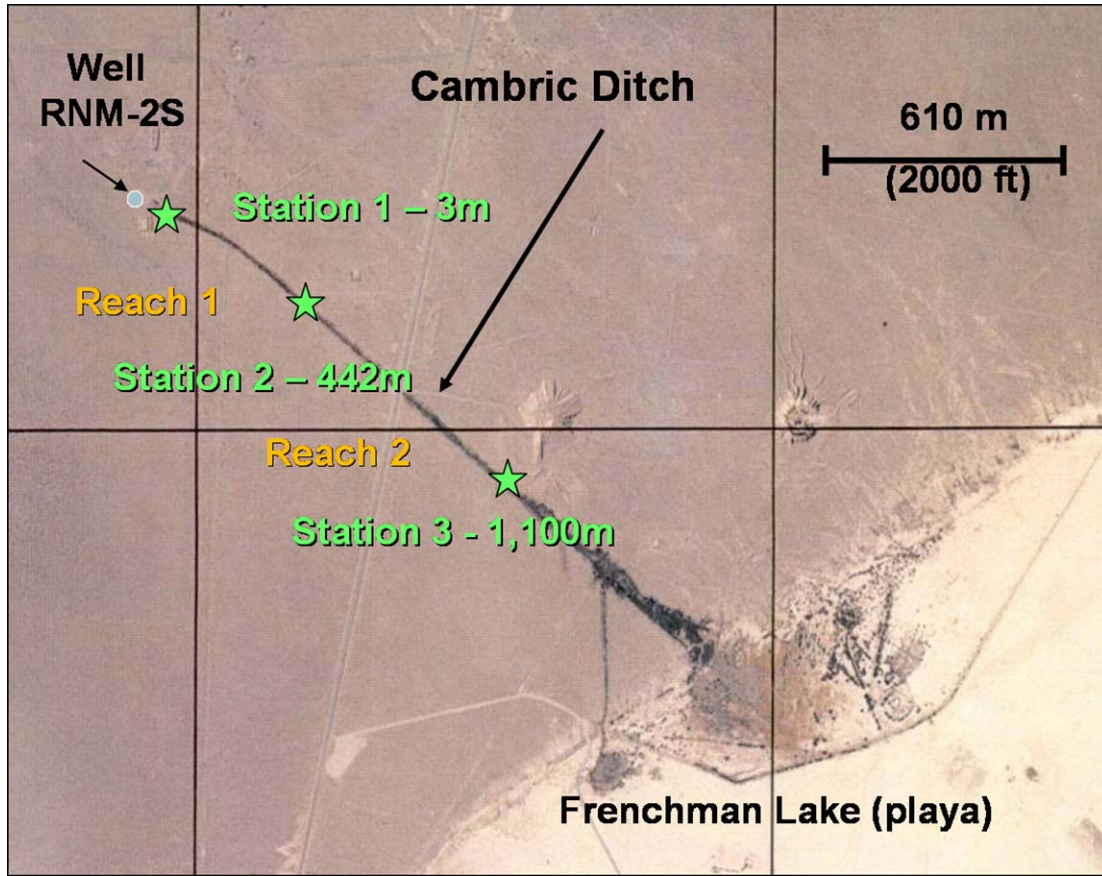 Well
RNM-2S
Cambric Ditch
610 m
(2000 ft)
Station 1 – 3m
Reach 1
Station 2 – 442m
Reach 2
Station 3 - 1,100m
Frenchman Lake (playa)